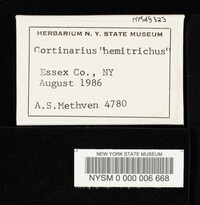 HERBARIUM N. Y. STATE MUSEUM
Cortinarius "hemitrichus"
Essex Co., NY
August 1986
A.S.Methven 4780
NEW YORK STATE MUSEUM
NYSM 0 000 006 668